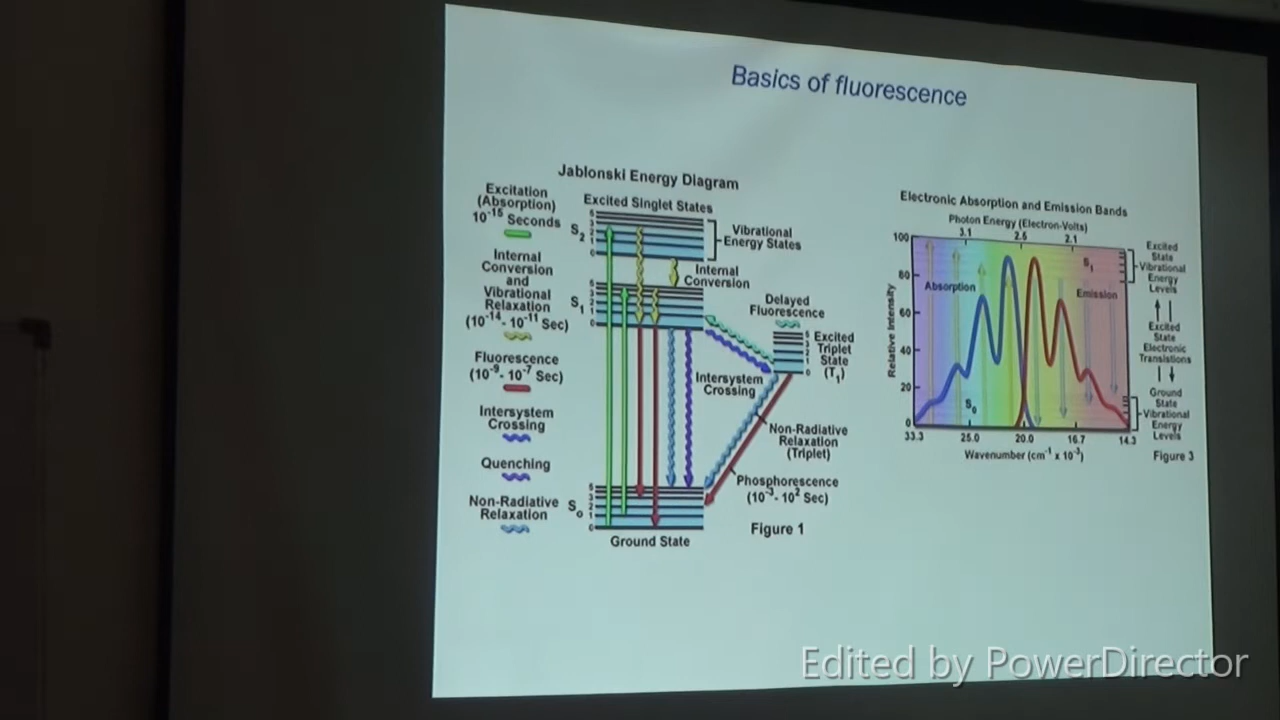 Basics of fluorescence
Jablonski Energy Diagram
Excitation
(Absorption)
10^-15 Seconds
Internal
Conversion
and
Vibrational
Relaxation
(10^-14 - 10^-11 Sec)
Fluorescence
(10^-9 - 10^-7 Sec)
Intersystem
Crossing
Quenching
Non-Radiative
Relaxation
Excited Singlet States
S2
Vibrational
Energy States
Internal
Conversion
S1
Delayed
Fluorescence
Excited
Triplet
State
(T1)
Intersystem
Crossing
Non-Radiative
Relaxation
(Triplet)
Phosphorescence
(10^-3 - 10^2 Sec)
So
Ground State
Figure 1
Electronic Absorption and Emission Bands
Photon Energy (Electron-Volts)
3.1 2.5 2.1
100
80
60
40
20
0
Relative Intensity
Absorption
Emission
S1
So
33.3 25.0 20.0 16.7 14.3
Wavenumber (cm^-1 x 10^-3)
Excited
State
Vibrational
Energy
Levels
Excited
State
Electronic
Transistions
Ground
State
Vibrational
Energy
Levels
Figure 3
Edited by PowerDirector